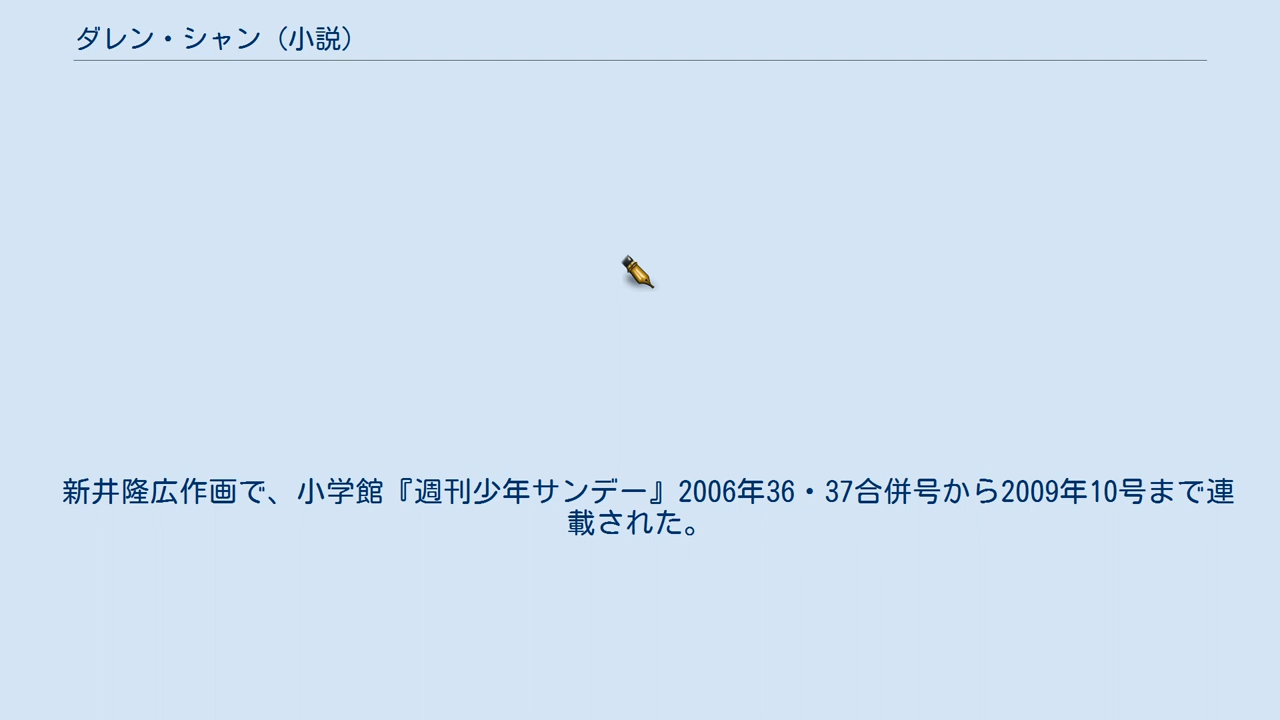 ダレン・シャン（小説）
新井隆広作画で、小学館『週刊少年サンデー』2006年36・37合併号から2009年10号まで連
載された。